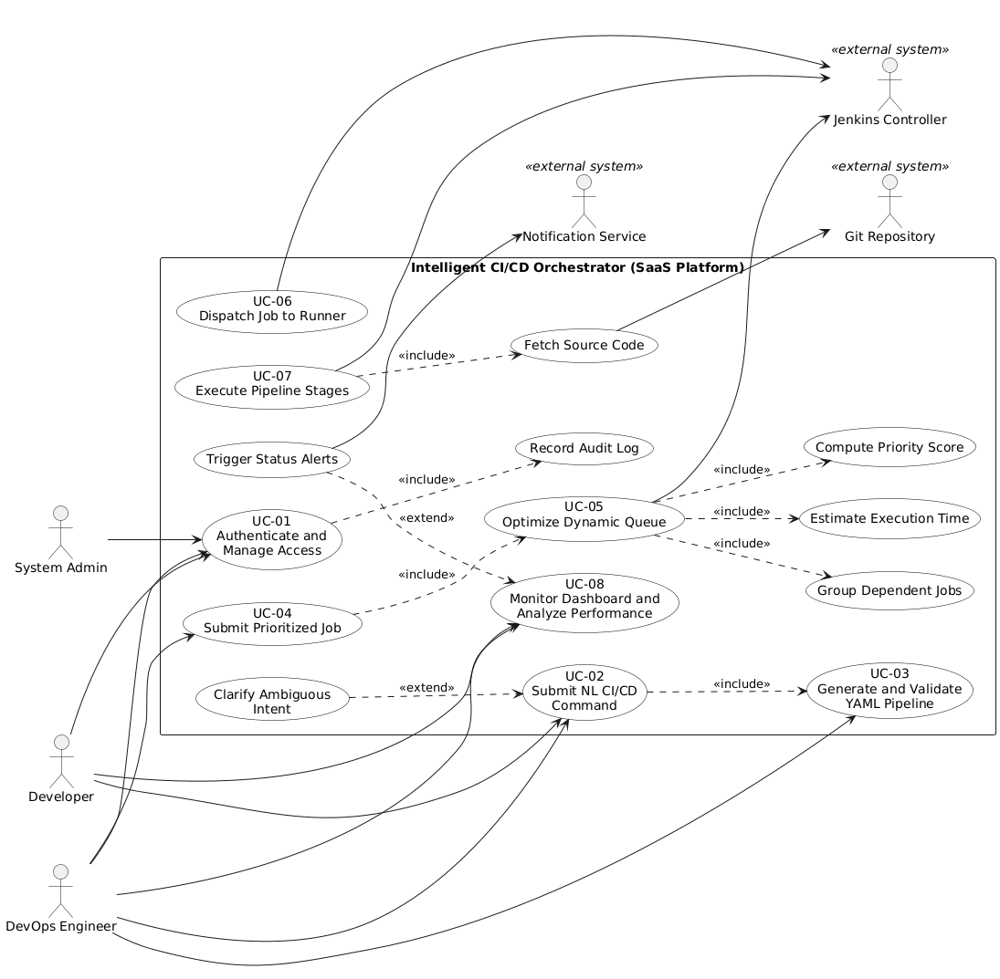 «external system»
Jenkins Controller
«external system»
Notification Service
«external system»
Git Repository
Intelligent CI/CD Orchestrator (SaaS Platform)
UC-06
Dispatch Job to Runner
UC-07
Execute Pipeline Stages
«include»
Fetch Source Code
Trigger Status Alerts
Record Audit Log
Compute Priority Score
«include»
«include»
«extend»
UC-05
Optimize Dynamic Queue
«include»
Estimate Execution Time
«include»
System Admin
UC-01
Authenticate and
Manage Access
«include»
Group Dependent Jobs
UC-04
Submit Prioritized Job
UC-08
Monitor Dashboard and
Analyze Performance
Clarify Ambiguous
Intent
«extend»
UC-02
Submit NL CI/CD
Command
«include»
UC-03
Generate and Validate
YAML Pipeline
Developer
DevOps Engineer